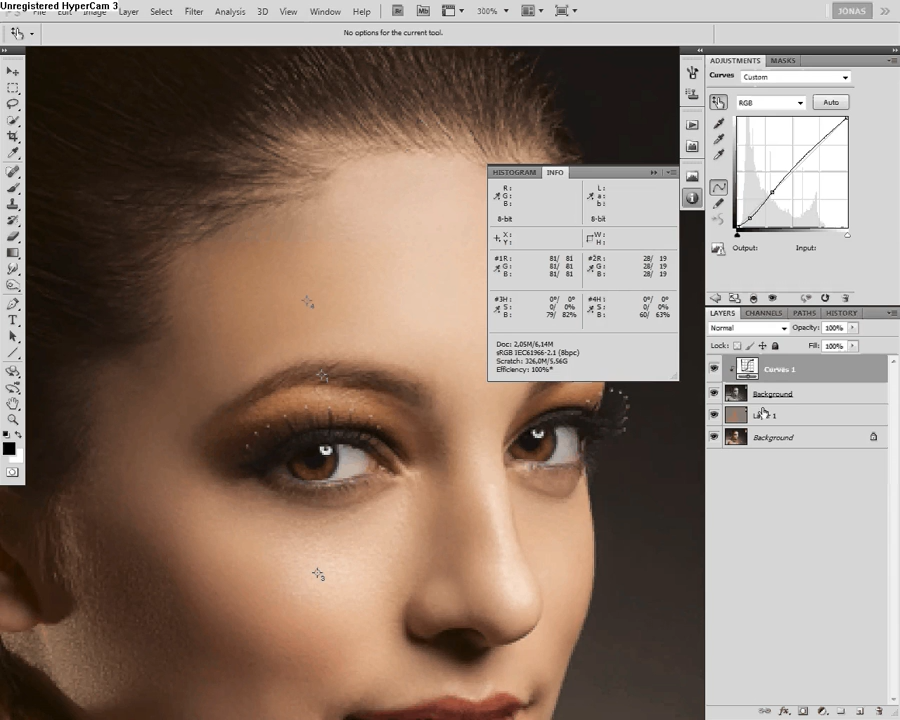 Unregistered HyperCam 3
Layer Select Filter Analysis 3D View Window Help Br Mb 300% JONAS
No options for the current tool.
ADJUSTMENTS MASKS
Curves Custom
RGB Auto
Output: Input:
HISTOGRAM INFO
R: L:
G: a:
B: b:
8-bit 8-bit
X: W:
Y: H:
#1R: 81/ 81 #2R: 28/ 19
G: 81/ 81 G: 28/ 19
B: 81/ 81 B: 28/ 19
#3H: 0°/ 0° #4H: 0°/ 0°
S: 0/ 0% S: 0/ 0%
B: 79/ 82% B: 60/ 63%
Doc: 2,05M/6,14M
sRGB IEC61966-2.1 (8bpc)
Scratch: 326,0M/5,56G
Efficiency: 100%*
LAYERS CHANNELS PATHS HISTORY
Normal Opacity: 100%
Lock: Fill: 100%
Curves 1
Background
Background
4
3